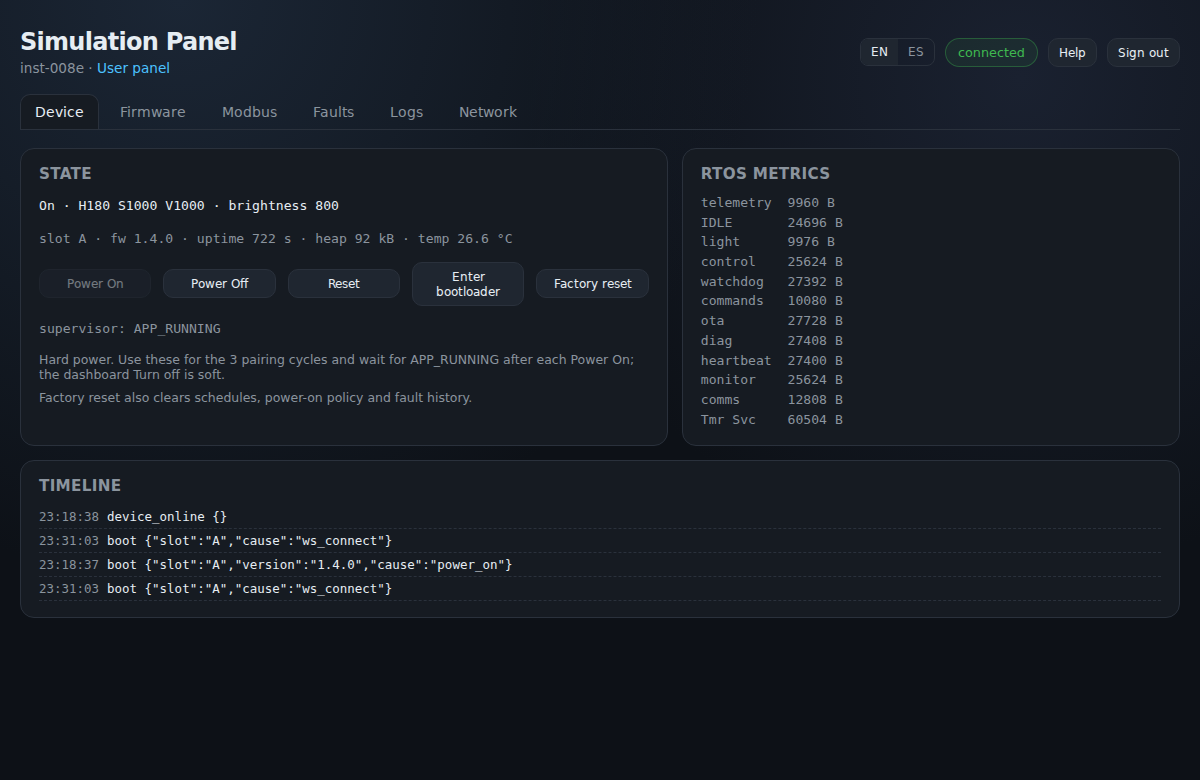 Simulation Panel
inst-008e · User panel
EN ES connected Help Sign out
Device Firmware Modbus Faults Logs Network
STATE
On · H180 S1000 V1000 · brightness 800
slot A · fw 1.4.0 · uptime 722 s · heap 92 kB · temp 26.6 °C
Power On Power Off Reset Enter bootloader Factory reset
supervisor: APP_RUNNING
Hard power. Use these for the 3 pairing cycles and wait for APP_RUNNING after each Power On;
the dashboard Turn off is soft.
Factory reset also clears schedules, power-on policy and fault history.
RTOS METRICS
telemetry 9960 B
IDLE 24696 B
light 9976 B
control 25624 B
watchdog 27392 B
commands 10080 B
ota 27728 B
diag 27408 B
heartbeat 27400 B
monitor 25624 B
comms 12808 B
Tmr Svc 60504 B
TIMELINE
23:18:38 device_online {}
23:31:03 boot {"slot":"A","cause":"ws_connect"}
23:18:37 boot {"slot":"A","version":"1.4.0","cause":"power_on"}
23:31:03 boot {"slot":"A","cause":"ws_connect"}